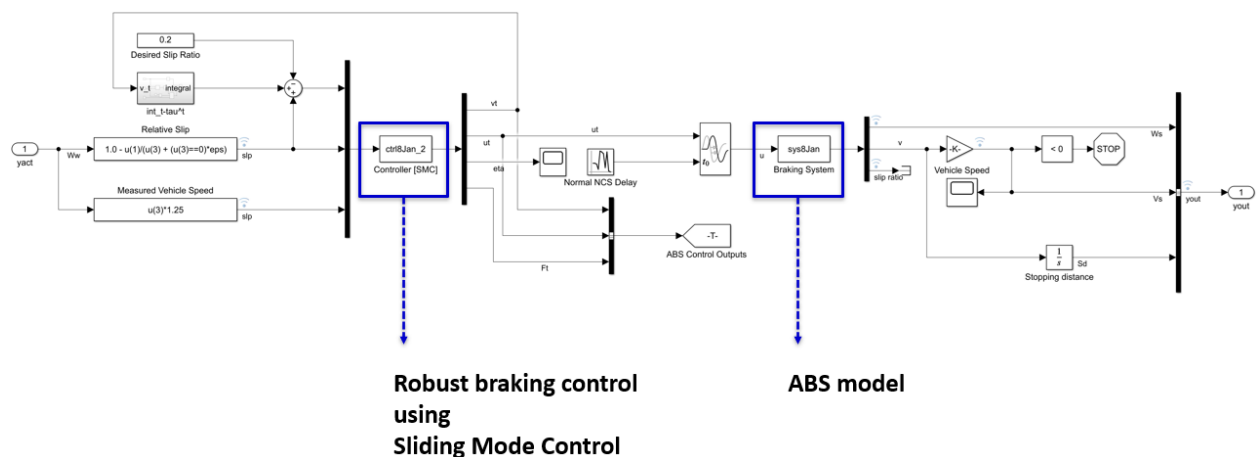 0.2
Desired Slip Ratio
v_t integral
int_t-tau^t
Relative Slip
1
yact
Ww
1.0 - u(1)/(u(3) + (u(3)==0)*eps)
slp
Measured Vehicle Speed
u(3)*1.25
slp
ctrl8Jan_2
Controller [SMC]
vt
ut
eta
Ft
ut
Normal NCS Delay
-T-
ABS Control Outputs
u
sys8Jan
Braking System
Ws
v
slip ratio
-K-
Vehicle Speed
< 0
STOP
Vs
1
s
Sd
Stopping distance
yout
1
yout
Robust braking control
using
Sliding Mode Control
ABS model